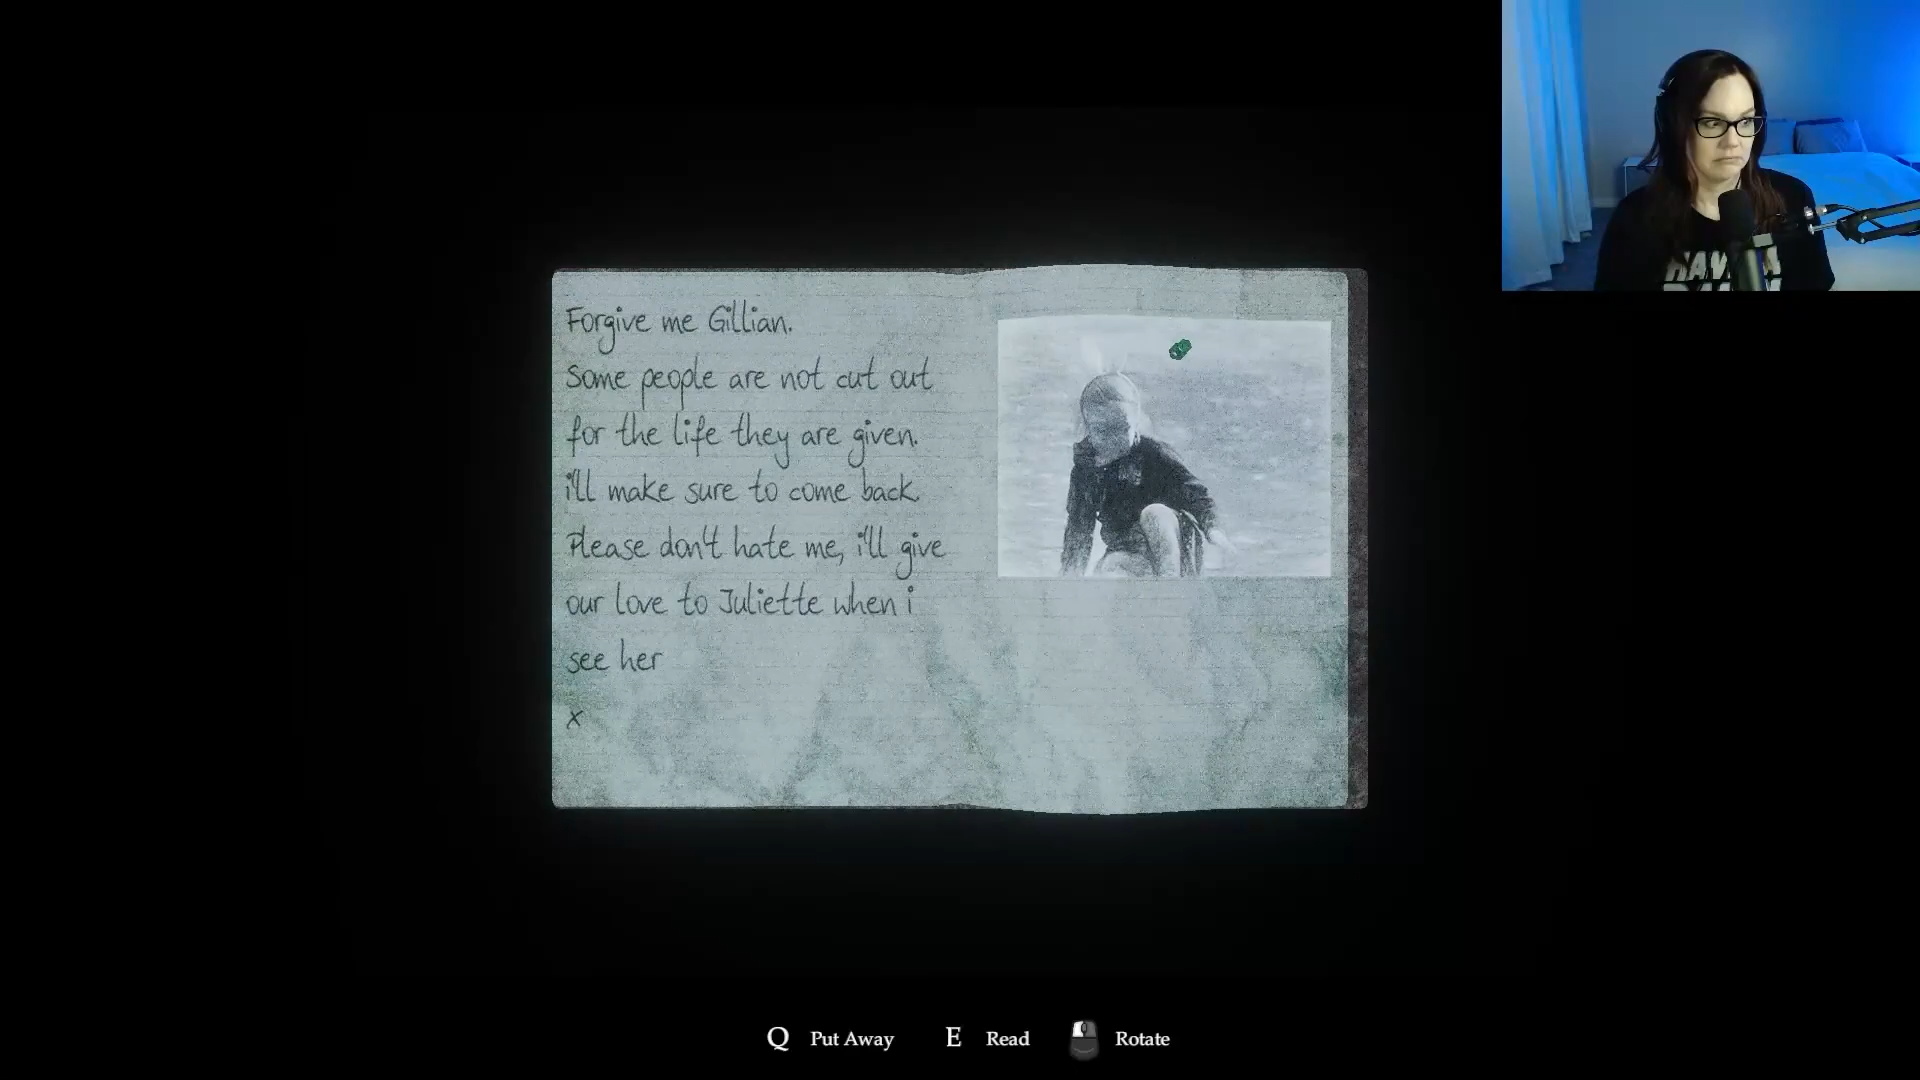 Forgive me Gillian.
Some people are not cut out
for the life they are given.
i'll make sure to come back.
Please don't hate me, i'll give
our love to Juliette when i
see her
x
Q Put Away E Read Rotate